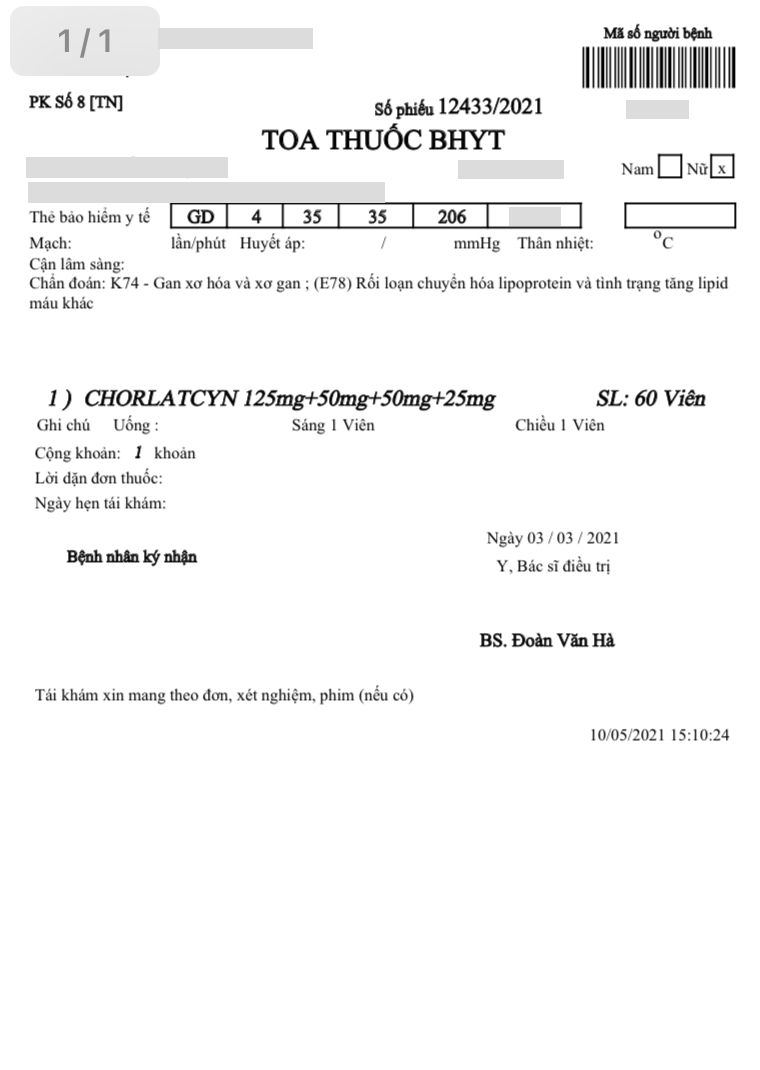 1/1
Mã số người bệnh
PK Số 8 [TN]
Số phiếu 12433/2021
TOA THUỐC BHYT
Nam Nữ x
Thẻ bảo hiểm y tế GD 4 35 35 206
Mạch: lần/phút Huyết áp: / mmHg Thân nhiệt: °C
Cận lâm sàng:
Chẩn đoán: K74 - Gan xơ hóa và xơ gan ; (E78) Rối loạn chuyển hóa lipoprotein và tình trạng tăng lipid
máu khác
1 ) CHORLATCYN 125mg+50mg+50mg+25mg SL: 60 Viên
Ghi chú Uống : Sáng 1 Viên Chiều 1 Viên
Cộng khoản: 1 khoản
Lời dặn đơn thuốc:
Ngày hẹn tái khám:
Ngày 03 / 03 / 2021
Bệnh nhân ký nhận
Y, Bác sĩ điều trị
BS. Đoàn Văn Hà
Tái khám xin mang theo đơn, xét nghiệm, phim (nếu có)
10/05/2021 15:10:24